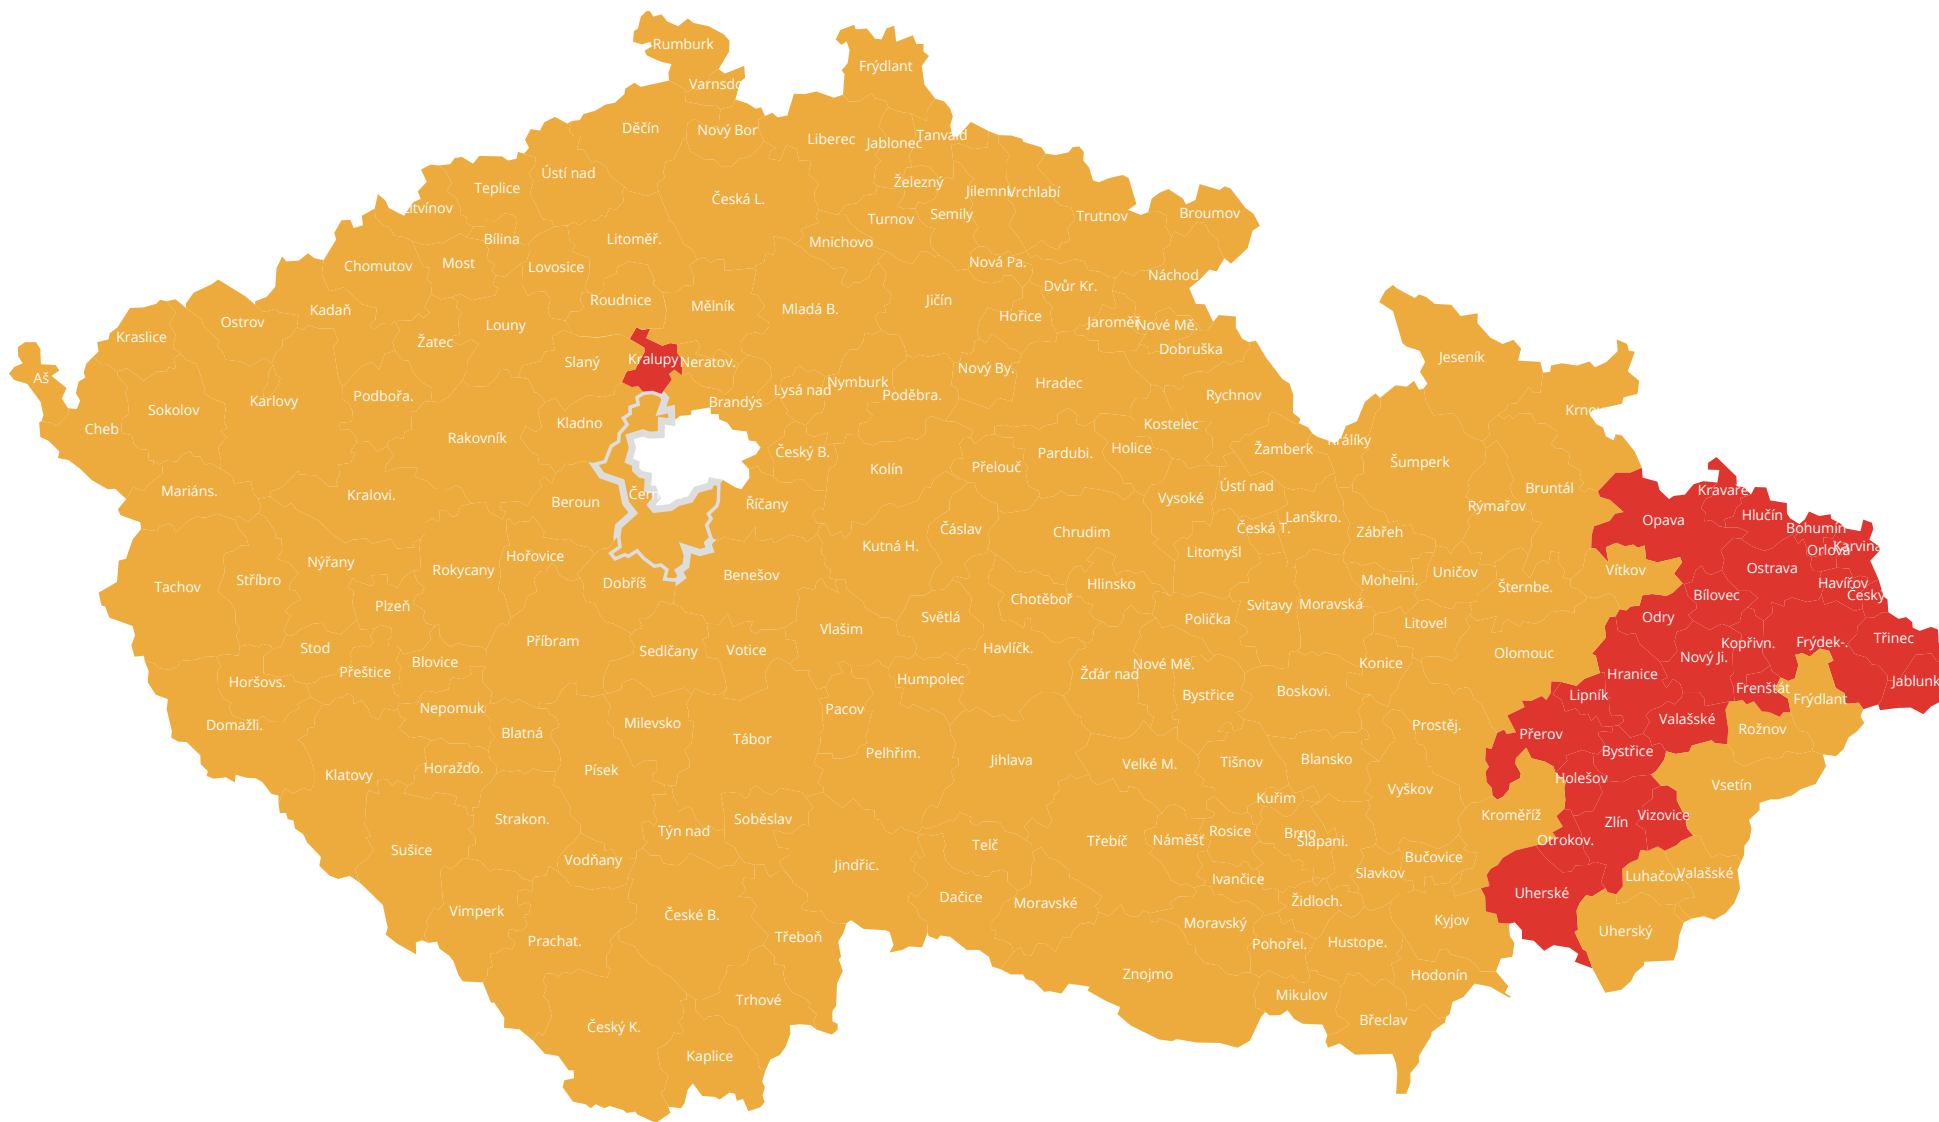 Rumburk
Frýdlant
Varnsdo
Děčín
Nový Bor
Tanvald
Liberec
Jablonec
Ústí nad
Železný
Teplice
Jilemni
Vrchlabí
Česká L.
tvínov
Broumov
Semily
Trutnov
Turnov
Bílina
Litoměř.
Mnichovo
Nová Pa.
Most
Chomutov
Lovosice
Náchod
Dvůr Kr.
Roudnice
Jičín
Mělník
Mladá B.
Kadaň
Hořice
Ostrov
Jaroměř
Louny
Nové Mě.
Kraslice
Žatec
Dobruška
Jeseník
Kralupy
Slaný
Neratov.
Nový By.
Aš
Nymburk
Hradec
Lysá nad
Rychnov
Poděbra.
Podbořa.
Karlovy
Brandýs
Sokolov
Krno
Kladno
Kostelec
Cheb
Rakovník
Králíky
Holice
Žamberk
Český B.
Pardubi.
Šumperk
Přelouč
Kolín
Ústí nad
Bruntál
Kravaře
Mariáns.
Kralovi.
Čern
Vysoké
Beroun
Říčany
Rýmařov
Hlučín
Lanškro.
Opava
Česká T.
Bohumín
Čáslav
Chrudim
Zábřeh
Kutná H.
Karviná
Orlová
Litomyšl
Hořovice
Nýřany
Ostrava
Rokycany
Vítkov
Uničov
Benešov
Stříbro
Mohelni.
Dobříš
Havířov
Hlinsko
Tachov
Šternbe.
Bílovec
Český
Chotěboř
Moravská
Svitavy
Plzeň
Světlá
Odry
Polička
Litovel
Vlašim
Třinec
Příbram
Frýdek-.
Kopřivn.
Stod
Havlíčk.
Votice
Sedlčany
Olomouc
Nový Ji.
Blovice
Konice
Nové Mě.
Přeštice
Žďár nad
Hranice
Humpolec
Jablunk
Horšovs.
Frenštát
Boskovi.
Lipník
Bystřice
Frýdlant
Nepomuk
Pacov
Valašské
Milevsko
Domažli.
Prostěj.
Rožnov
Blatná
Přerov
Tábor
Bystřice
Pelhřim.
Blansko
Jihlava
Tišnov
Velké M.
Horažďo.
Písek
Klatovy
Holešov
Vsetín
Vyškov
Kuřim
Kroměříž
Vizovice
Strakon.
Soběslav
Zlín
Týn nad
Rosice
Brno
Šlapani.
Třebíč
Náměšť
Otrokov.
Telč
Sušice
Bučovice
Vodňany
Jindřic.
Slavkov
Valašské
Luhačov.
Ivančice
Uherské
Dačice
Židloch.
Moravské
Vimperk
České B.
Kyjov
Moravský
Uherský
Třeboň
Prachat.
Hustope.
Pohořel.
Znojmo
Hodonín
Mikulov
Trhové
Břeclav
Český K.
Kaplice